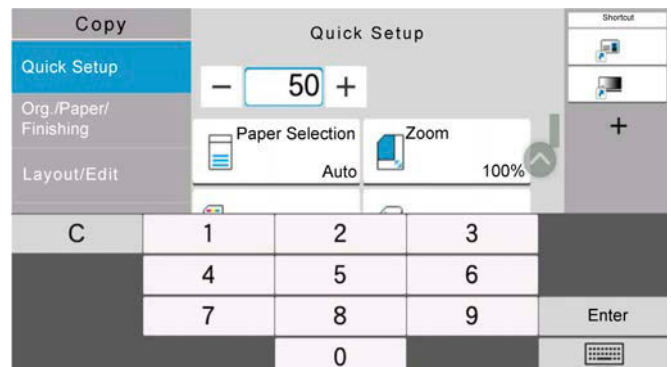 Copy
Quick Setup
Shortcut
Quick Setup
Org./Paper/
Finishing
Layout/Edit
− 50 +
Paper Selection
Auto
Zoom
100%
+
C 1 2 3
4 5 6
7 8 9 Enter
0